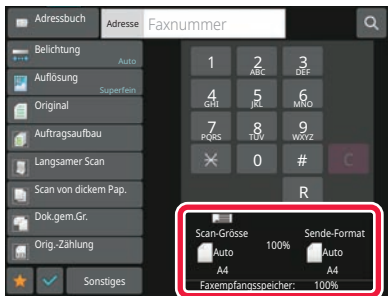 Adressbuch
Adresse Faxnummer
Belichtung
Auto
Auflösung
Superfein
Original
Auftragsaufbau
Langsamer Scan
Scan von dickem Pap.
Dok.gem.Gr.
Orig.-Zählung
Sonstiges
1 2 3
ABC DEF
4 5 6
GHI JKL MNO
7 8 9
PQRS TUV WXYZ
0 # C
R
Scan-Grösse Sende-Format
Auto 100% Auto
A4 A4
Faxempfangsspeicher: 100%